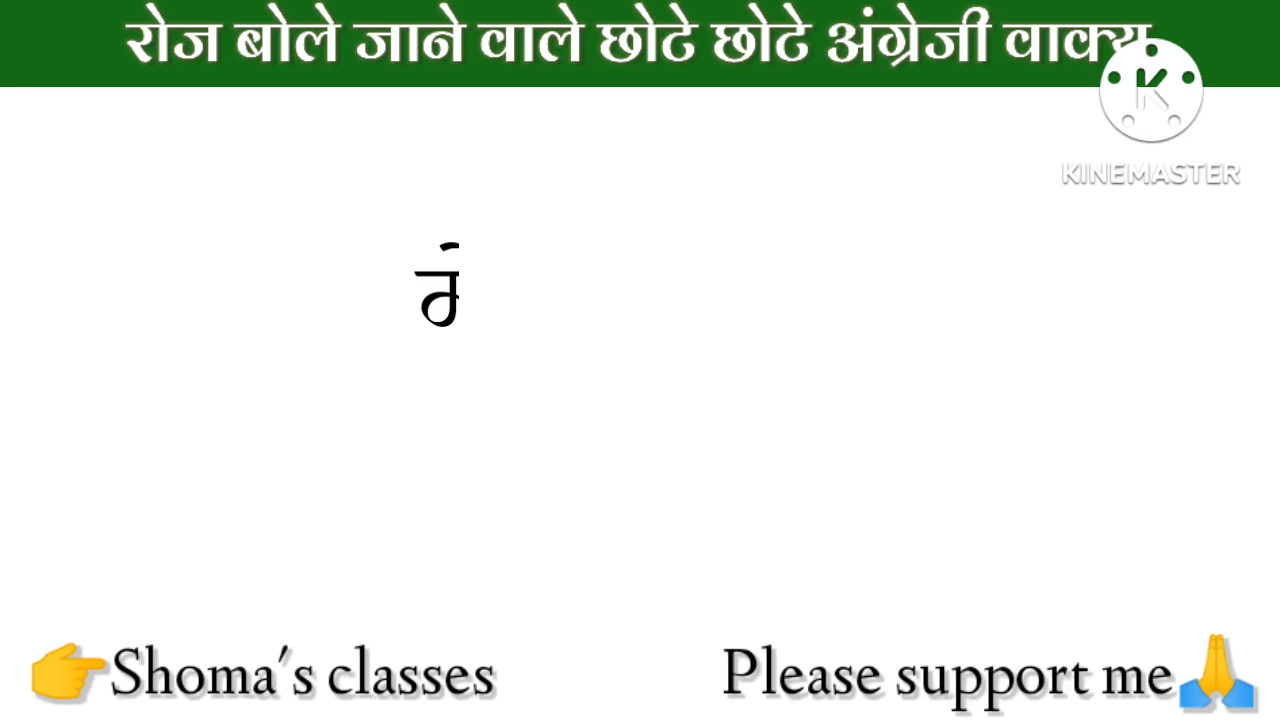 रोज बोले जाने वाले छोटे छोटे अंग्रेजी वाक्य
KINEMASTER
👉Shoma's classes
Please support me🙏